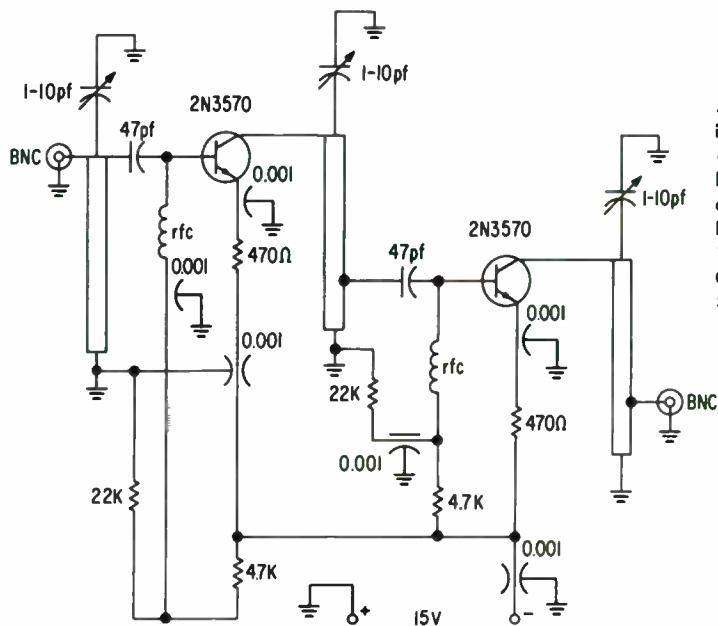 1-10pf
1-10pf
2N3570
47pf
BNC
0.001
1-10pf
rfc
470Ω
2N3570
0.001
47pf
0.001
0.001
rfc
22K
BNC
470Ω
0.001
22K
4.7K
0.001
4.7K
+
15V
-